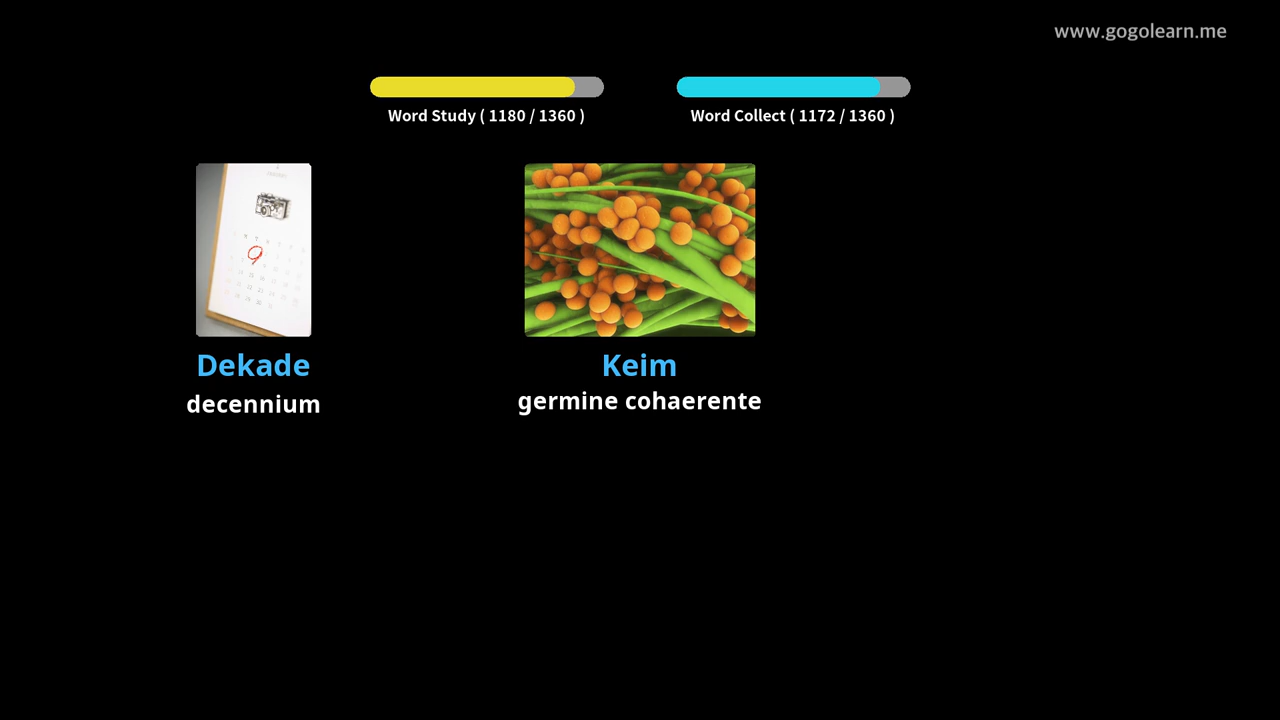 www.gogolearn.me
Word Study ( 1180 / 1360 )
Word Collect ( 1172 / 1360 )
Dekade
decennium
Keim
germine cohaerente